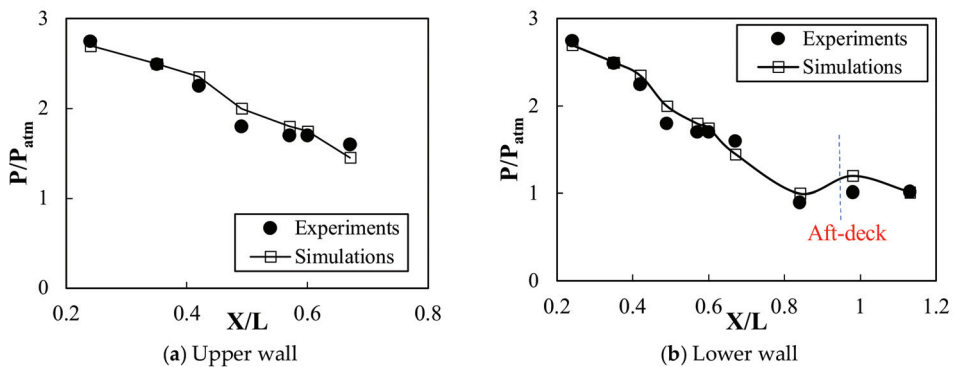 3
2
1
0
P/Patm
Experiments
Simulations
0.2
0.4
0.6
0.8
X/L
(a) Upper wall
3
2
1
0
P/Patm
Experiments
Simulations
Aft-deck
0.2
0.4
0.6
0.8
1
1.2
X/L
(b) Lower wall